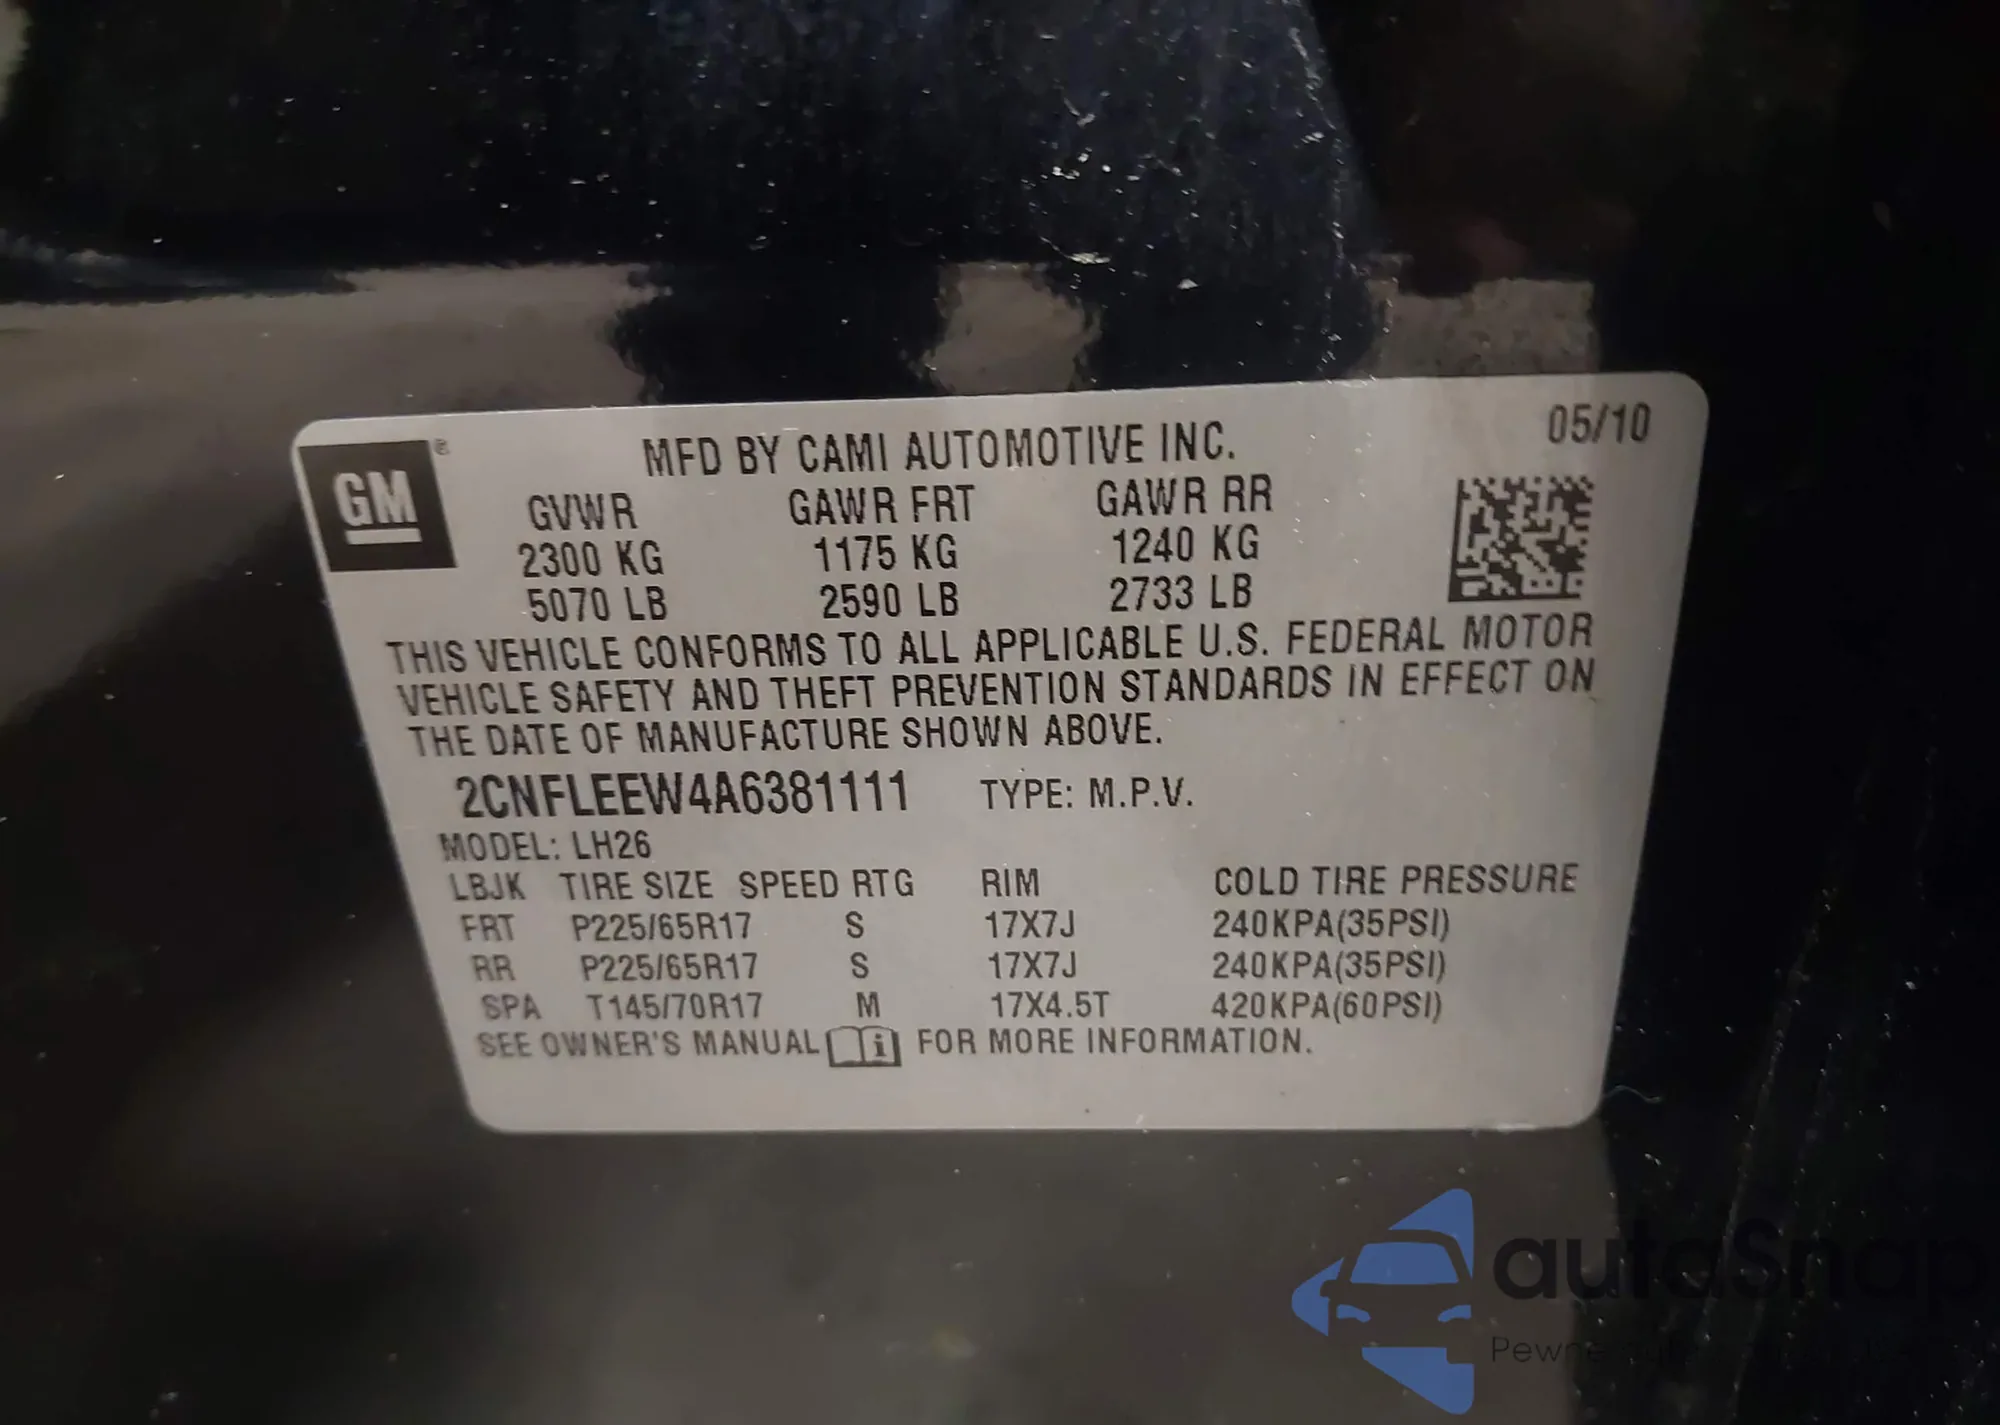 GM ®
MFD BY CAMI AUTOMOTIVE INC. 05/10
GVWR GAWR FRT GAWR RR
2300 KG 1175 KG 1240 KG
5070 LB 2590 LB 2733 LB
THIS VEHICLE CONFORMS TO ALL APPLICABLE U.S. FEDERAL MOTOR
VEHICLE SAFETY AND THEFT PREVENTION STANDARDS IN EFFECT ON
THE DATE OF MANUFACTURE SHOWN ABOVE.
2CNFLEEW4A6381111 TYPE: M.P.V.
MODEL: LH26
LBJK TIRE SIZE SPEED RTG RIM COLD TIRE PRESSURE
FRT P225/65R17 S 17X7J 240KPA(35PSI)
RR P225/65R17 S 17X7J 240KPA(35PSI)
SPA T145/70R17 M 17X4.5T 420KPA(60PSI)
SEE OWNER'S MANUAL i FOR MORE INFORMATION.
autoSnap